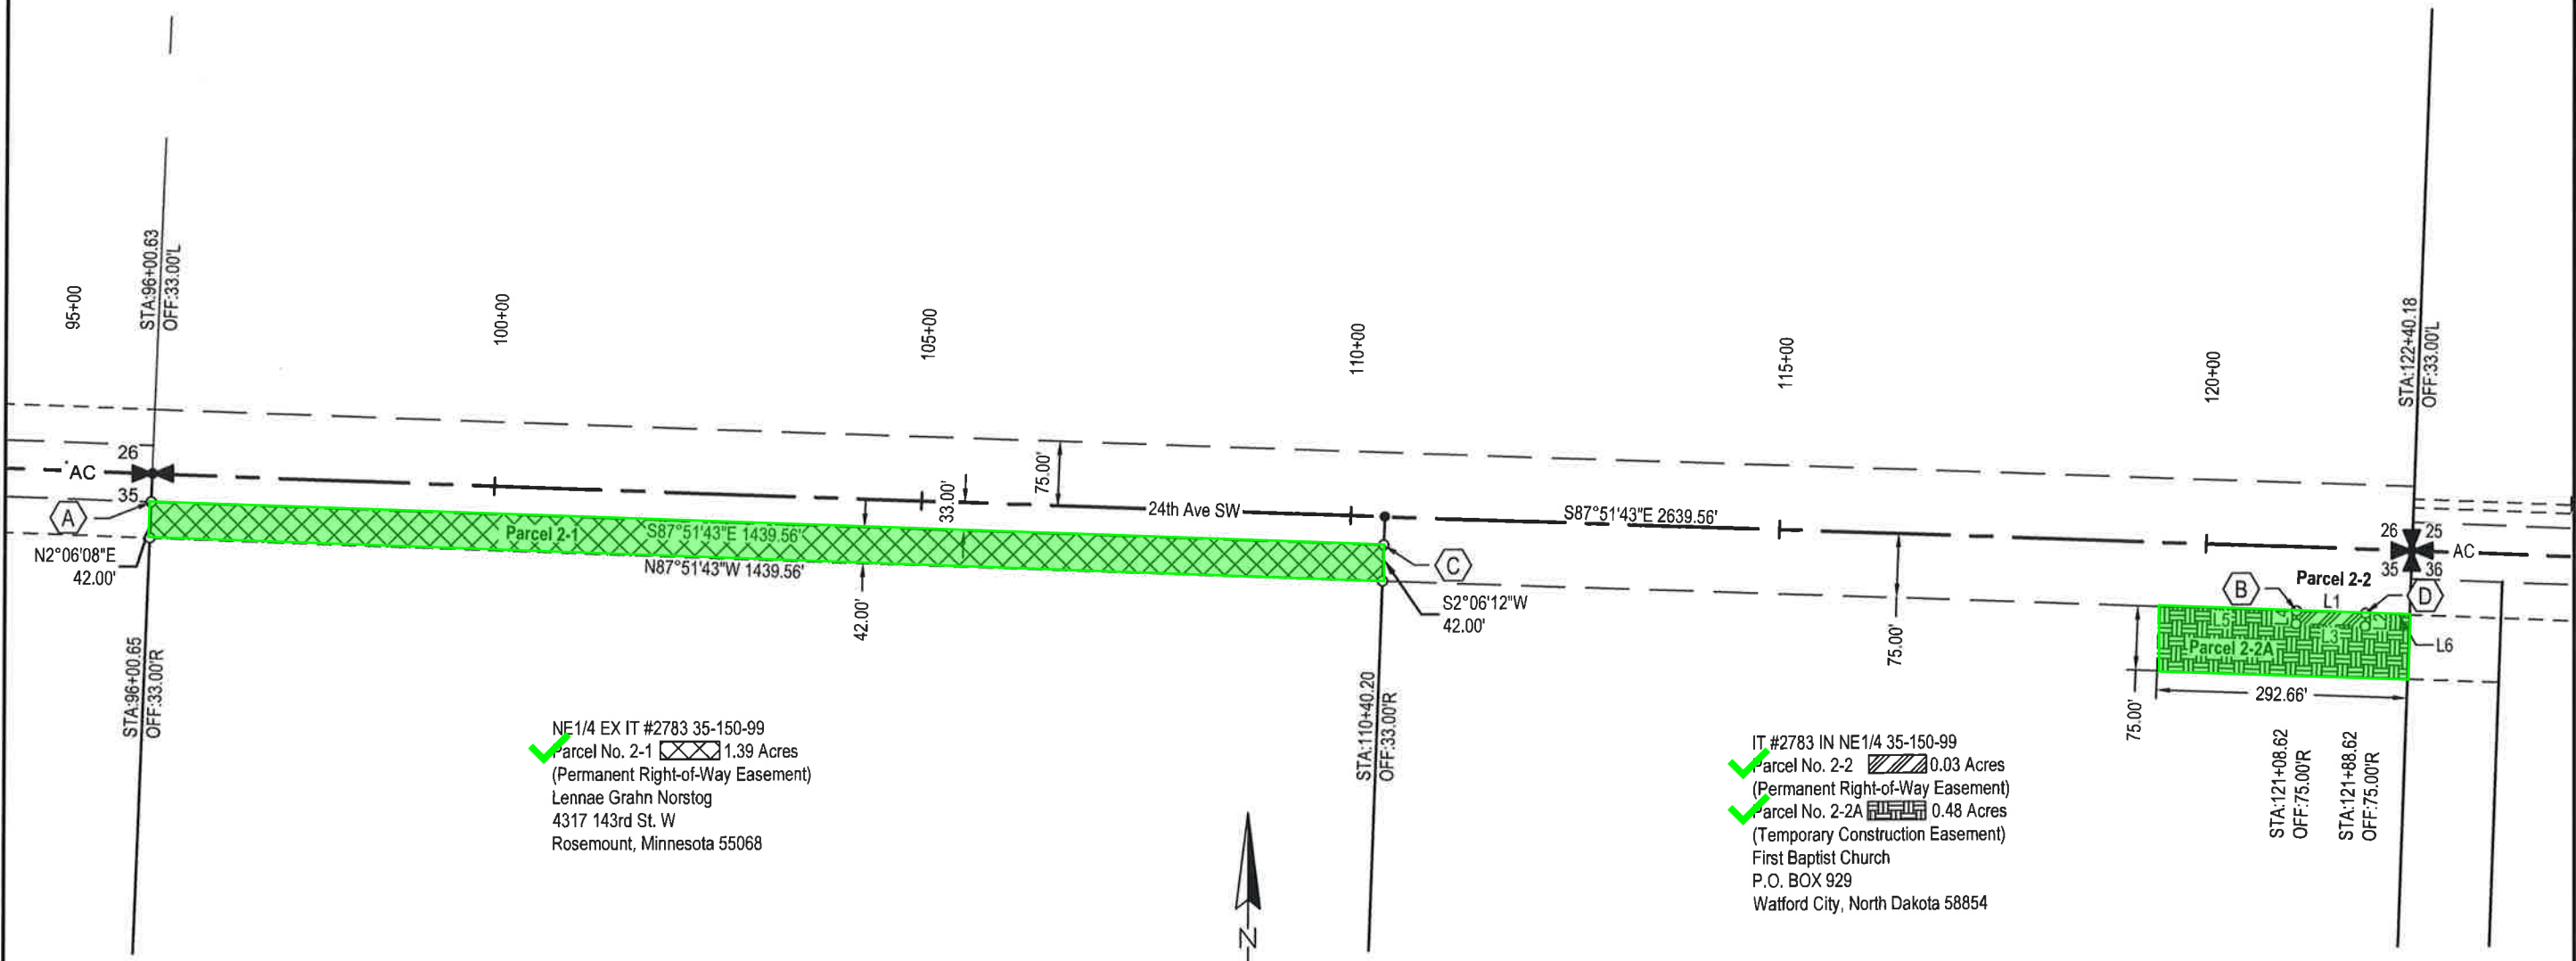 95+00
STA:96+00.63
OFF:33.00'L
100+00
105+00
110+00
115+00
120+00
STA:122+40.18
OFF:33.00'L
26
AC
35
A
N2°06'08"E
42.00'
Parcel 2-1
S87°51'43"E 1439.56'
N87°51'43"W 1439.56'
42.00'
33.00'
75.00'
24th Ave SW
S87°51'43"E 2639.56'
C
S2°06'12"W
42.00'
75.00'
26 25
AC
35 36
Parcel 2-2
B
L1
D
L5
L3
L6
Parcel 2-2A
292.66'
75.00'
STA:96+00.65
OFF:33.00'R
STA:110+40.20
OFF:33.00'R
STA:121+08.62
OFF:75.00'R
STA:121+88.62
OFF:75.00'R
NE1/4 EX IT #2783 35-150-99
Parcel No. 2-1 1.39 Acres
(Permanent Right-of-Way Easement)
Lennae Grahn Norstog
4317 143rd St. W
Rosemount, Minnesota 55068
IT #2783 IN NE1/4 35-150-99
Parcel No. 2-2 0.03 Acres
(Permanent Right-of-Way Easement)
Parcel No. 2-2A 0.48 Acres
(Temporary Construction Easement)
First Baptist Church
P.O. BOX 929
Watford City, North Dakota 58854
N